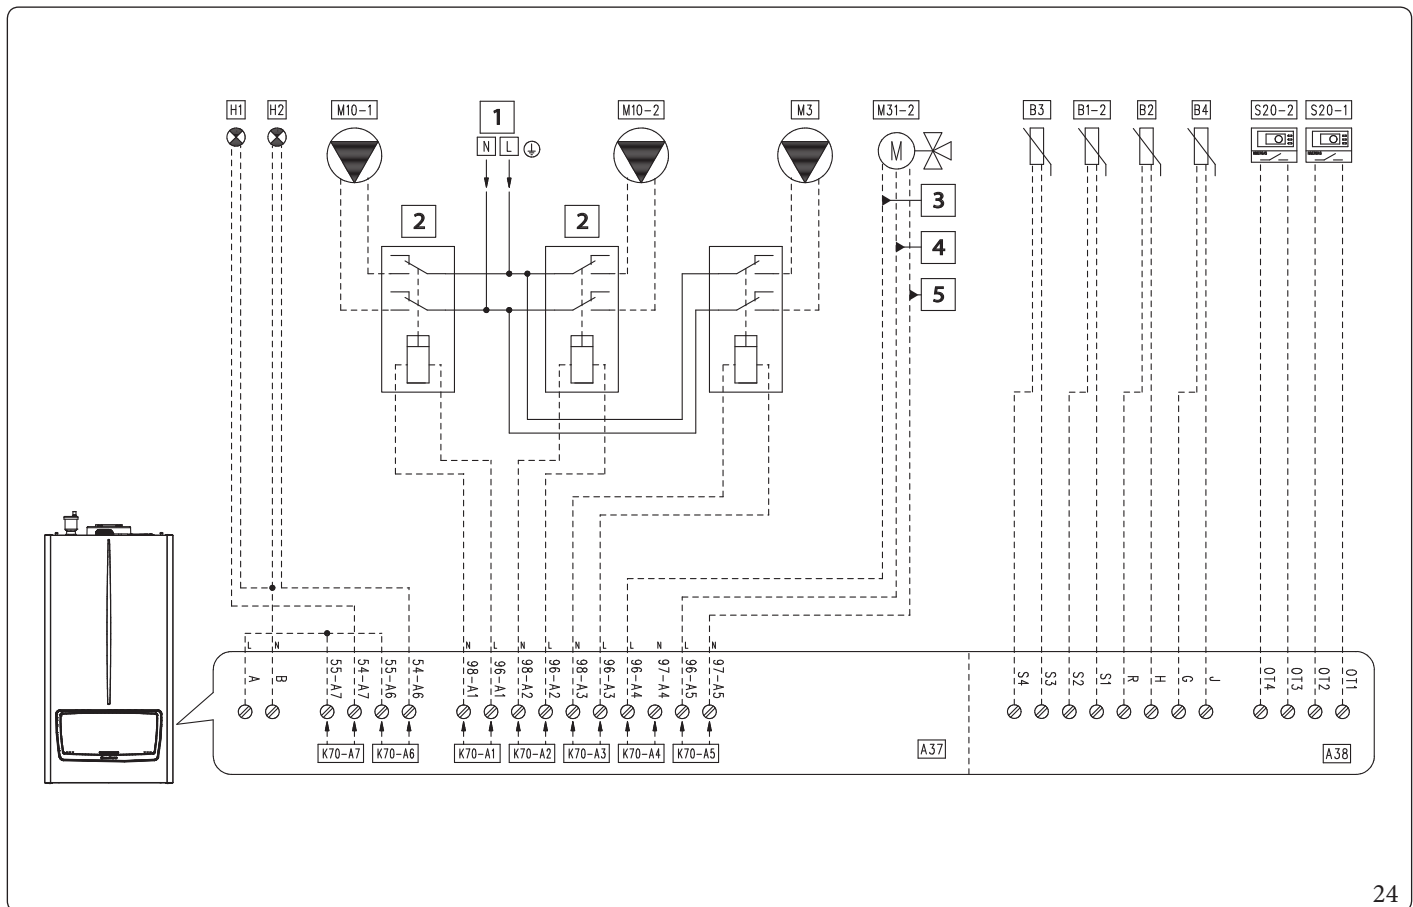 H1 H2 M10-1 1 M10-2 M3 M31-2 B3 B1-2 B2 B4 S20-2 S20-1
N L
M
3
2 2
4
5
L N N L N L N L L N L N
A B 55-A7 54-A7 55-A6 54-A6 98-A1 96-A1 98-A2 96-A2 98-A3 96-A3 96-A4 97-A4 96-A5 97-A5 S4 S3 S2 S1 R H G J OT4 OT3 OT2 OT1
K70-A7 K70-A6 K70-A1 K70-A2 K70-A3 K70-A4 K70-A5 A37 A38
24